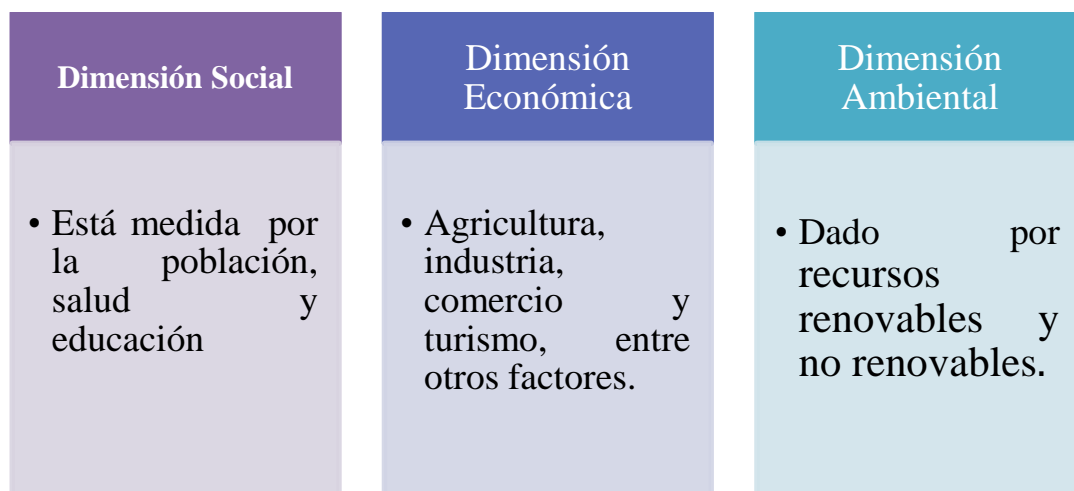 Dimensión Social
• Está medida por
la población,
salud y
educación
Dimensión
Económica
• Agricultura,
industria,
comercio y
turismo, entre
otros factores.
Dimensión
Ambiental
• Dado por
recursos
renovables y
no renovables.